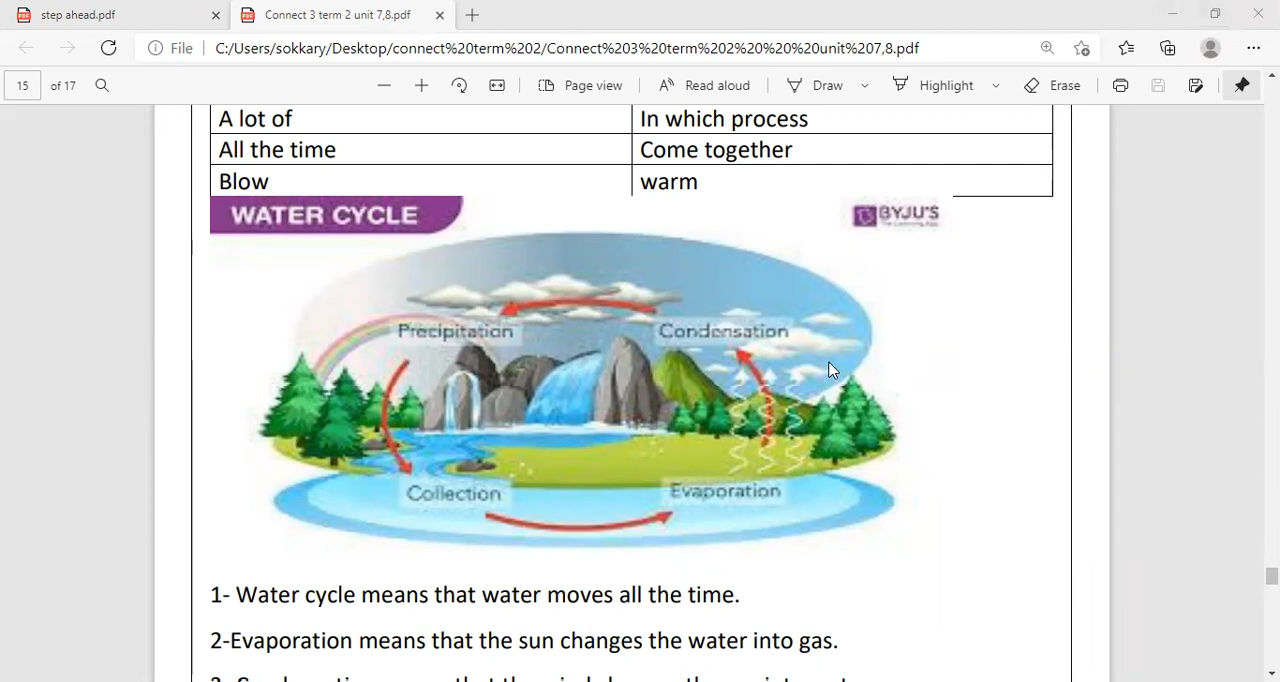 step ahead.pdf
Connect 3 term 2 unit 7,8.pdf
File
C:/Users/sokkary/Desktop/connect%20term%202/Connect%203%20term%202%20%20%20unit%207,8.pdf
15 of 17
Page view
Read aloud
Draw
Highlight
Erase
A lot of In which process
All the time Come together
Blow warm
WATER CYCLE
BYJU'S
The Learning App
Precipitation
Condensation
Collection
Evaporation
1- Water cycle means that water moves all the time.
2-Evaporation means that the sun changes the water into gas.